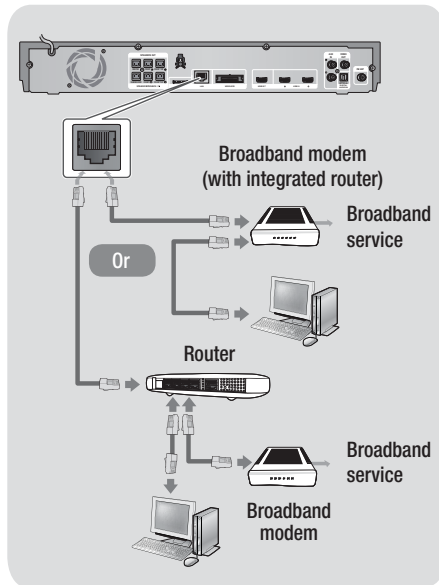 Broadband modem
(with integrated router)
Broadband
service
Or
Router
Broadband
service
Broadband
modem